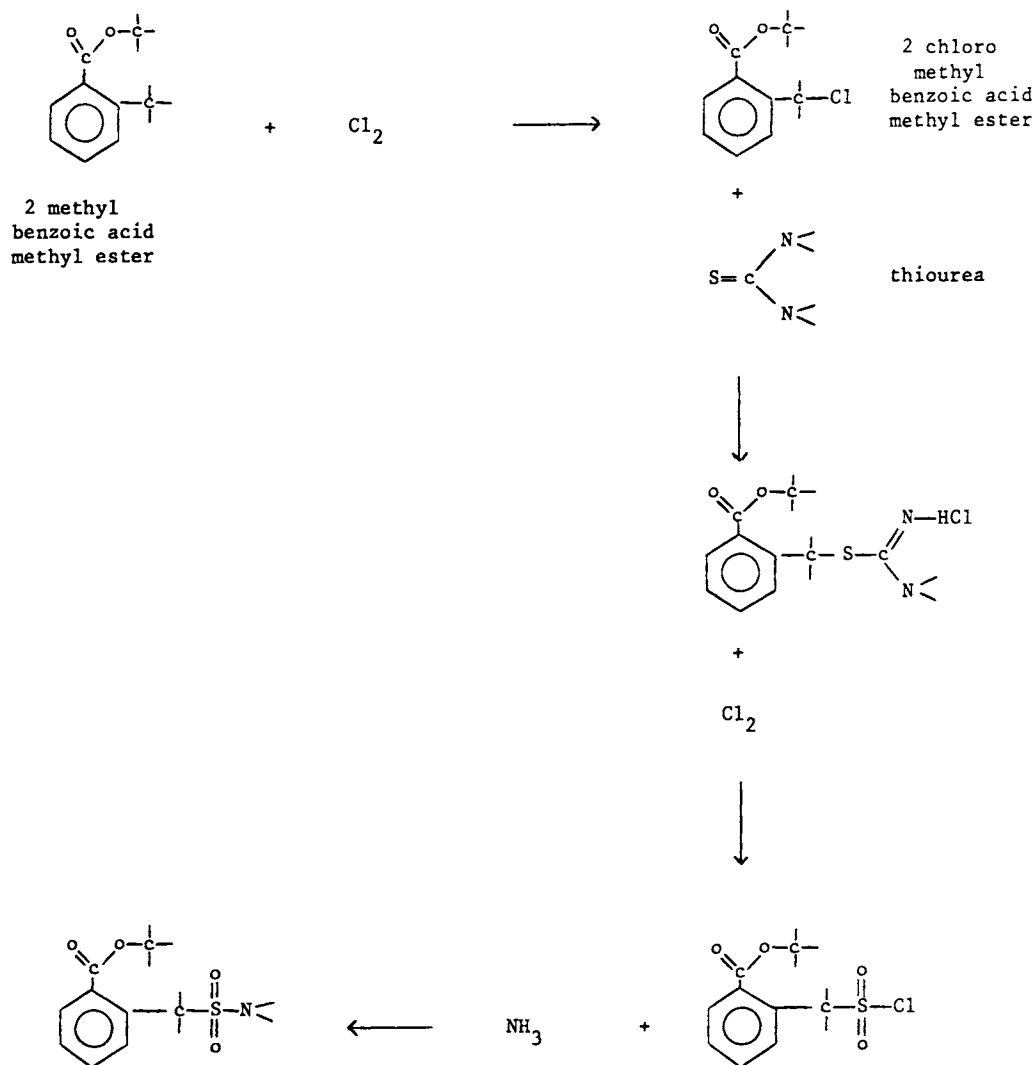 O O—C
C
C
2 methyl
benzoic acid
methyl ester
+
Cl₂
O O—C
C
C—Cl
2 chloro
methyl
benzoic acid
methyl ester
+
N
S=C
N
thiourea
O O—C
C N—HCl
C—S—C
N
+
Cl₂
O O—C
C O
C—S—N
O
NH₃
+
O O—C
C O
C—S—Cl
O